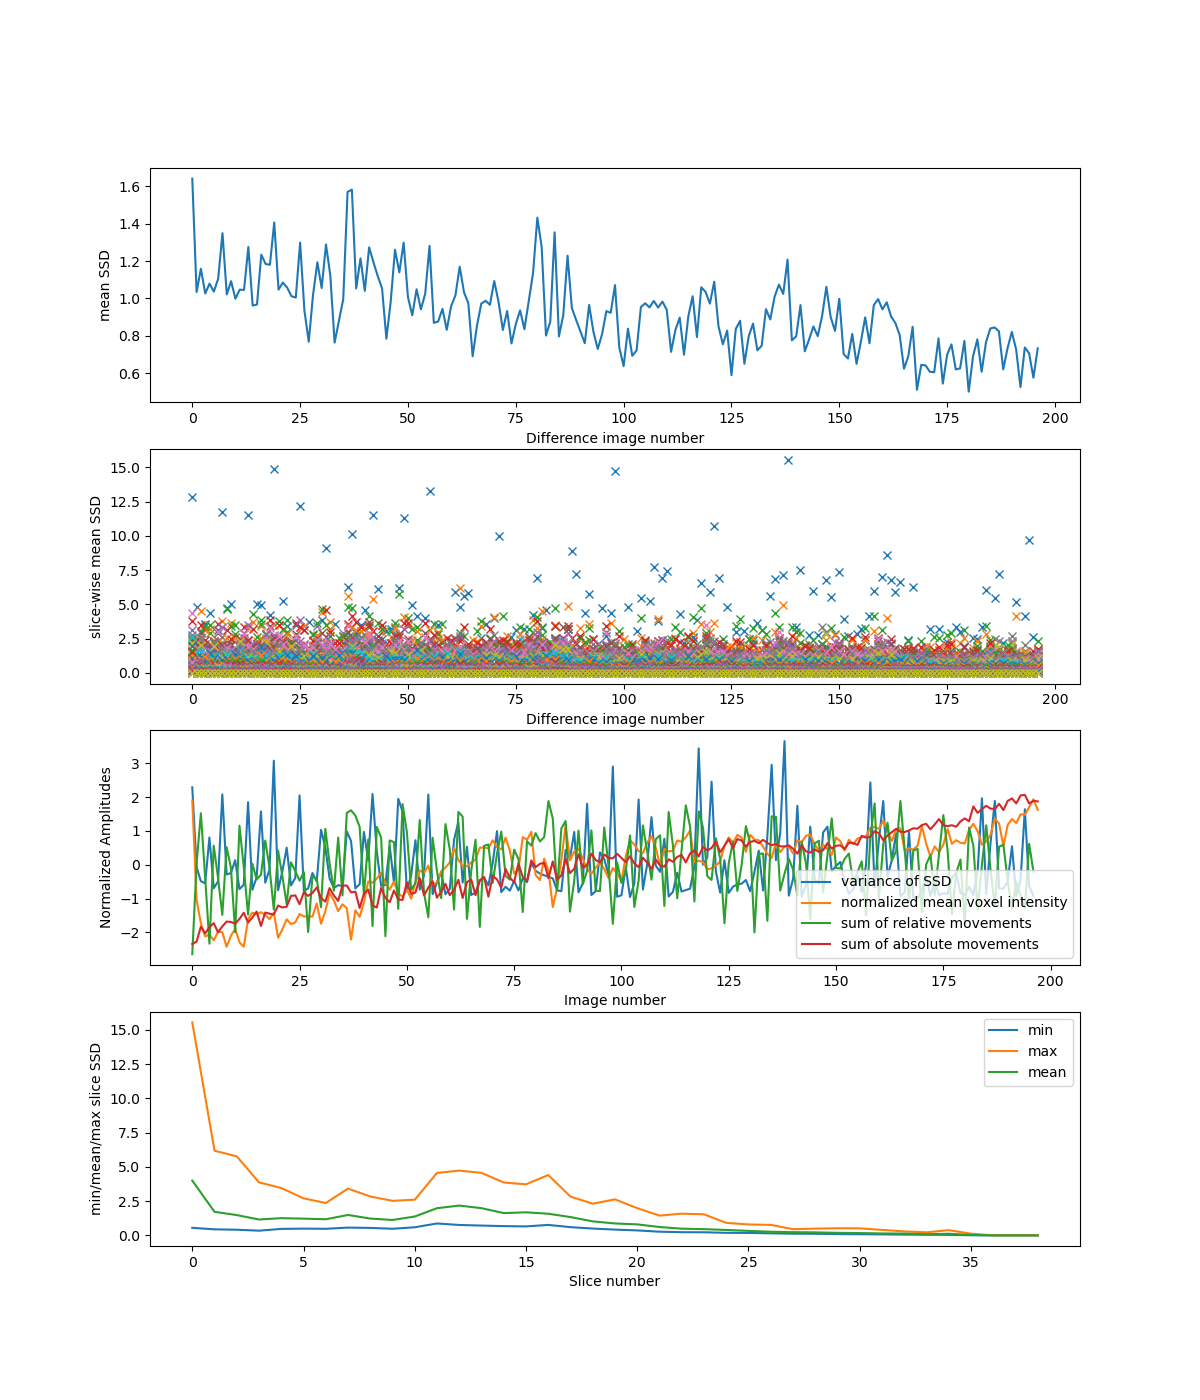 mean SSD
1.6
1.4
1.2
1.0
0.8
0.6
0 25 50 75 100 125 150 175 200
Difference image number
slice-wise mean SSD
15.0
12.5
10.0
7.5
5.0
2.5
0.0
0 25 50 75 100 125 150 175 200
Difference image number
Normalized Amplitudes
3
2
1
0
−1
−2
variance of SSD
normalized mean voxel intensity
sum of relative movements
sum of absolute movements
0 25 50 75 100 125 150 175 200
Image number
min/mean/max slice SSD
15.0
12.5
10.0
7.5
5.0
2.5
0.0
min
max
mean
0 5 10 15 20 25 30 35
Slice number